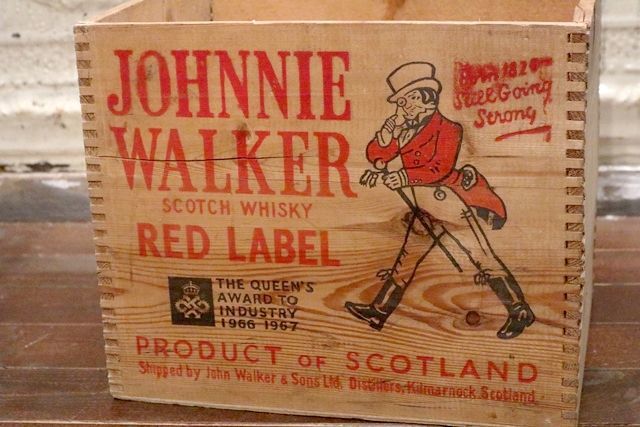 JOHNNIE
WALKER
SCOTCH WHISKY
RED LABEL
BORN 1820
Still Going
Strong
THE QUEEN'S
AWARD TO
INDUSTRY
1966 1967
PRODUCT OF SCOTLAND
Shipped by John Walker & Sons Ltd. Distillers, Kilmarnock, Scotland